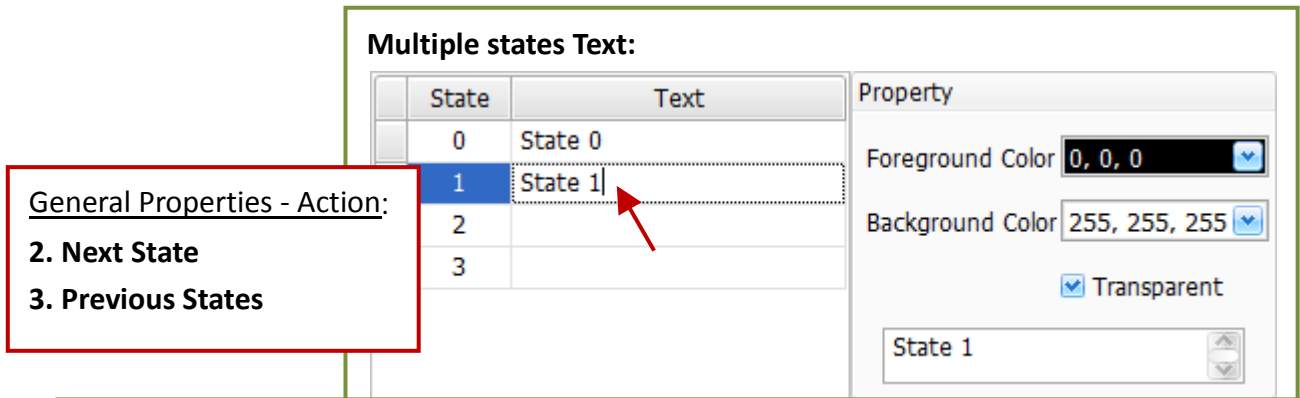 Multiple states Text:
State Text
0 State 0
1 State 1
2
3
General Properties - Action:
2. Next State
3. Previous States
Property
Foreground Color 0, 0, 0
Background Color 255, 255, 255
Transparent
State 1